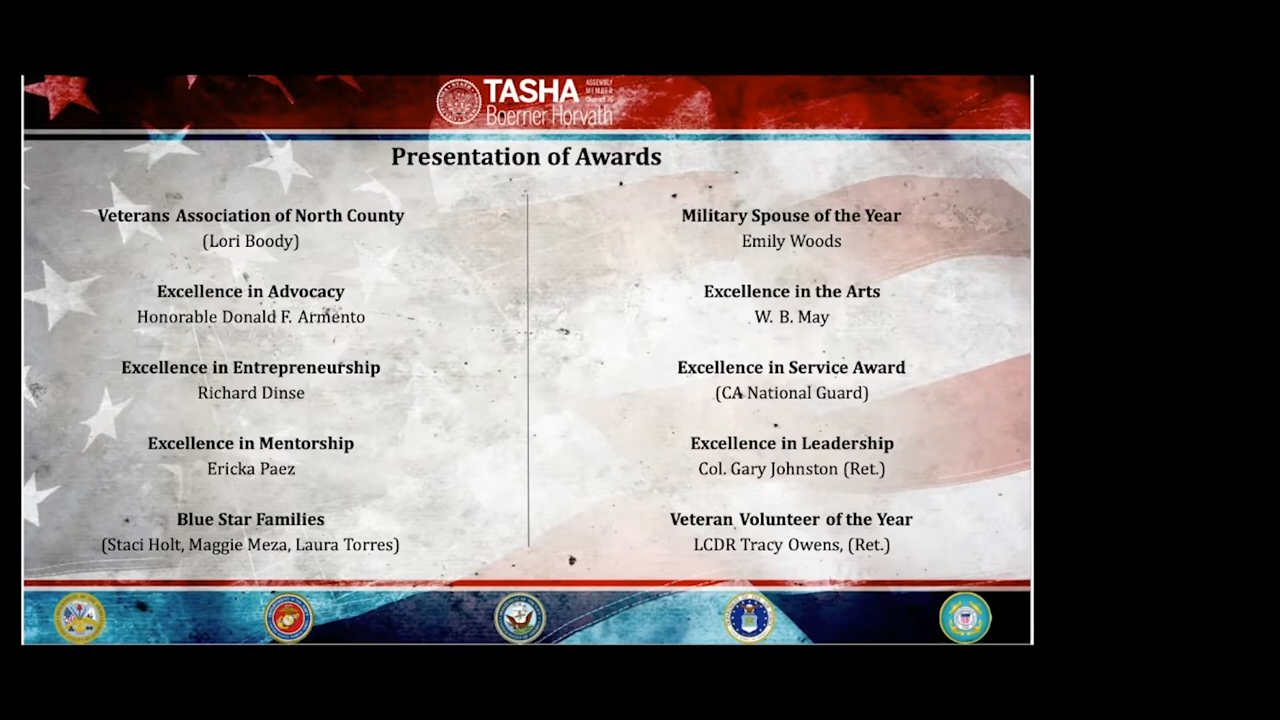 TASHA
ASSEMBLY
MEMBER
District 76
Boerner Horvath
Presentation of Awards
Veterans Association of North County
(Lori Boody)
Excellence in Advocacy
Honorable Donald F. Armento
Excellence in Entrepreneurship
Richard Dinse
Excellence in Mentorship
Ericka Paez
Blue Star Families
(Staci Holt, Maggie Meza, Laura Torres)
Military Spouse of the Year
Emily Woods
Excellence in the Arts
W. B. May
Excellence in Service Award
(CA National Guard)
Excellence in Leadership
Col. Gary Johnston (Ret.)
Veteran Volunteer of the Year
LCDR Tracy Owens, (Ret.)